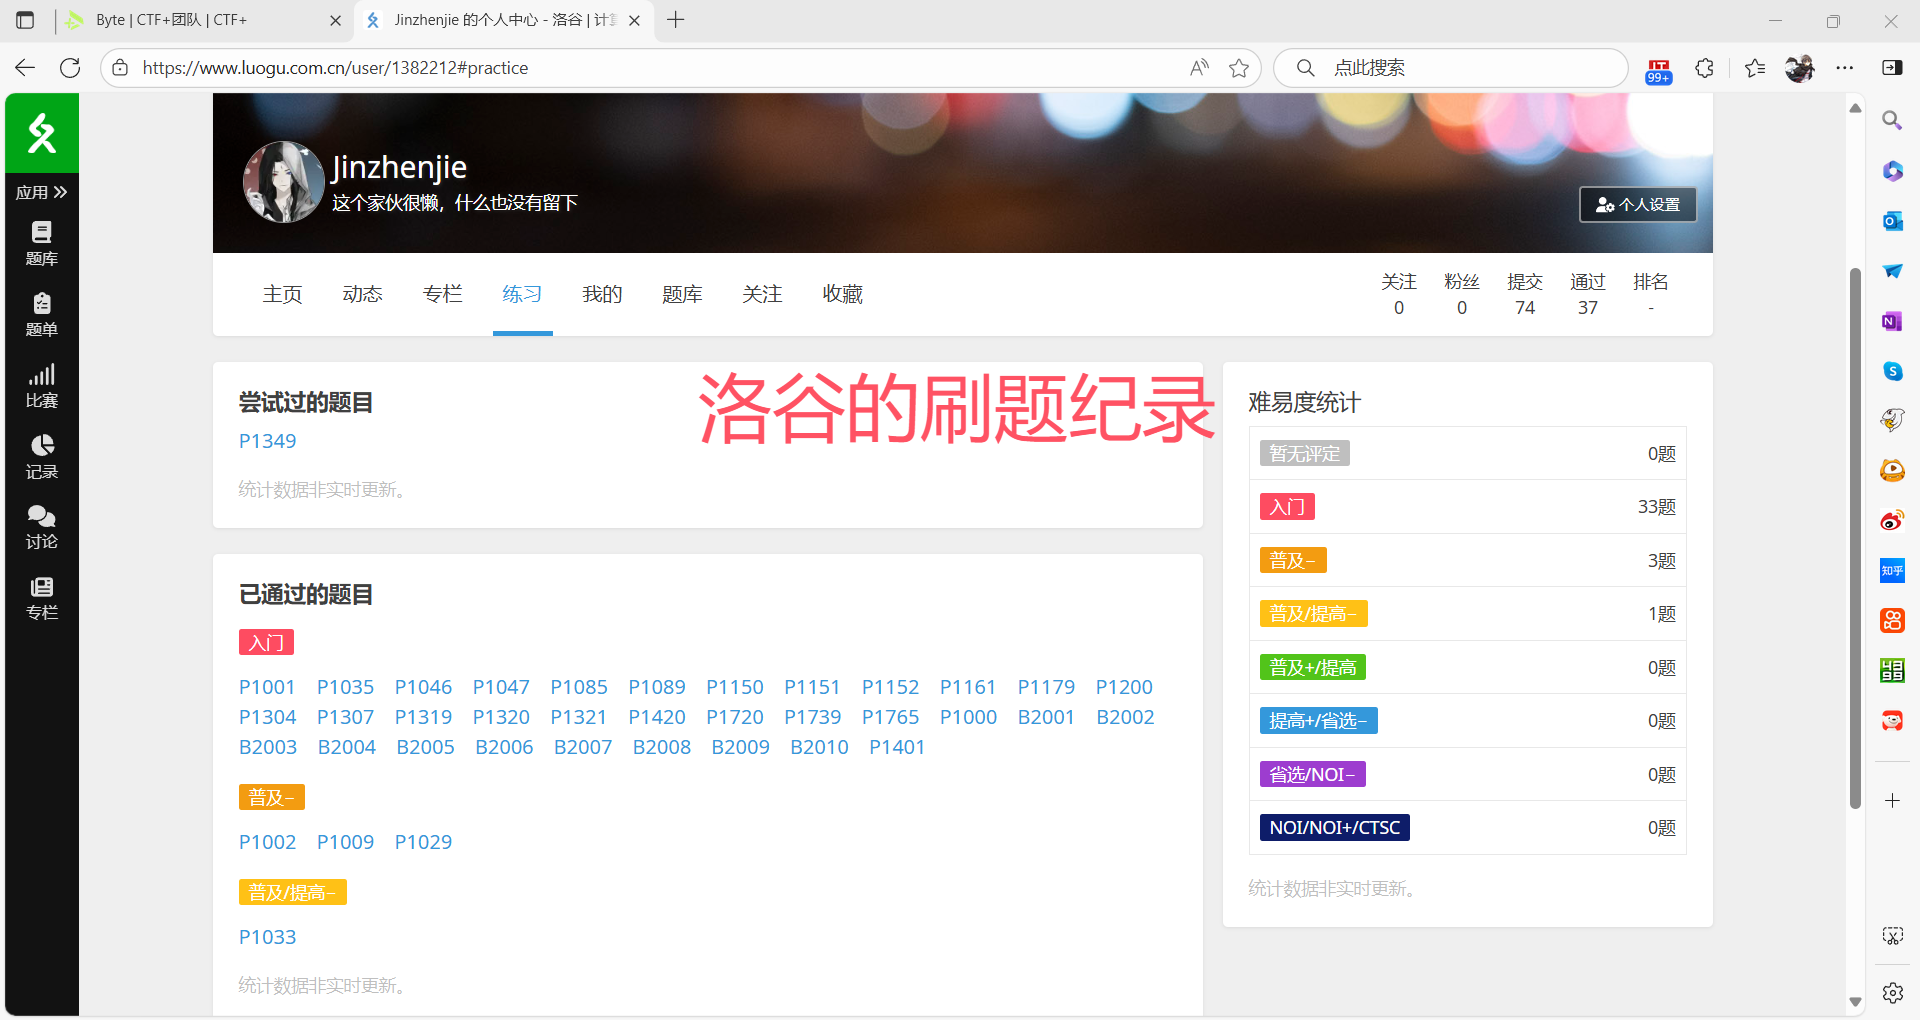 Byte | CTF+团队 | CTF+
Jinzhenjie 的个人中心 - 洛谷 | 计算
https://www.luogu.com.cn/user/1382212#practice
点此搜索
99+
应用
题库
题单
比赛
记录
讨论
专栏
Jinzhenjie
这个家伙很懒，什么也没有留下
个人设置
主页 动态 专栏 练习 我的 题库 关注 收藏
关注 粉丝 提交 通过 排名
0 0 74 37 -
洛谷的刷题纪录
尝试过的题目
P1349
统计数据非实时更新。
已通过的题目
入门
P1001 P1035 P1046 P1047 P1085 P1089 P1150 P1151 P1152 P1161 P1179 P1200
P1304 P1307 P1319 P1320 P1321 P1420 P1720 P1739 P1765 P1000 B2001 B2002
B2003 B2004 B2005 B2006 B2007 B2008 B2009 B2010 P1401
普及−
P1002 P1009 P1029
普及/提高−
P1033
统计数据非实时更新。
难易度统计
暂无评定 0题
入门 33题
普及− 3题
普及/提高− 1题
普及+/提高 0题
提高+/省选− 0题
省选/NOI− 0题
NOI/NOI+/CTSC 0题
统计数据非实时更新。
知乎